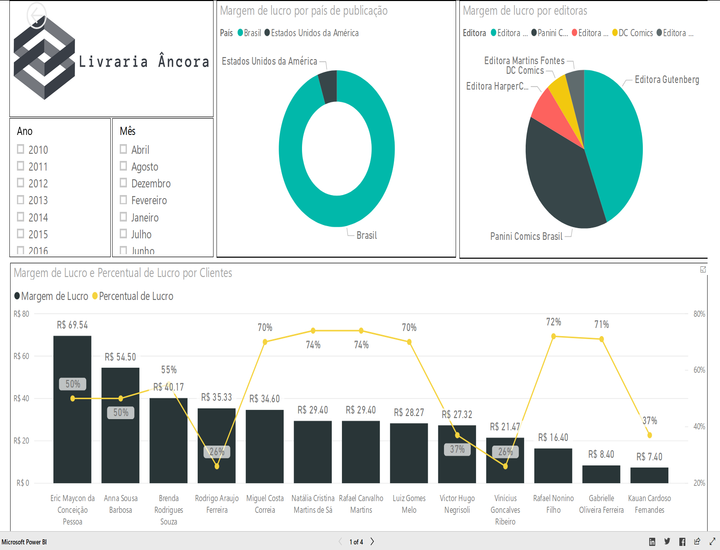 Livraria Âncora
Ano
2010
2011
2012
2013
2014
2015
2016
Mês
Abril
Agosto
Dezembro
Fevereiro
Janeiro
Julho
Junho
Margem de lucro por país de publicação
País Brasil Estados Unidos da América
Estados Unidos da América
Brasil
Margem de lucro por editoras
Editora Editora ... Panini C... Editora ... DC Comics Editora ...
Editora Martins Fontes
DC Comics
Editora HarperC...
Editora Gutenberg
Panini Comics Brasil
Margem de Lucro e Percentual de Lucro por Clientes
Margem de Lucro Percentual de Lucro
R$ 80
R$ 60
R$ 40
R$ 20
R$ 0
80%
60%
40%
20%
R$ 69.54
R$ 54.50
R$ 40.17
R$ 35.33
R$ 34.60
R$ 29.40
R$ 29.40
R$ 28.27
R$ 27.32
R$ 21.47
R$ 16.40
R$ 8.40
R$ 7.40
50%
50%
55%
26%
70%
74%
74%
70%
37%
26%
72%
71%
37%
Eric Maycon da
Conceição
Pessoa
Anna Sousa
Barbosa
Brenda
Rodrigues
Souza
Rodrigo Araujo
Ferreira
Miguel Costa
Correia
Natália Cristina
Martins de Sá
Rafael Carvalho
Martins
Luiz Gomes
Melo
Victor Hugo
Negrisoli
Vinicius
Goncalves
Ribeiro
Rafael Nonino
Filho
Gabrielle
Oliveira Ferreira
Kauan Cardoso
Fernandes
Microsoft Power BI
1 of 4